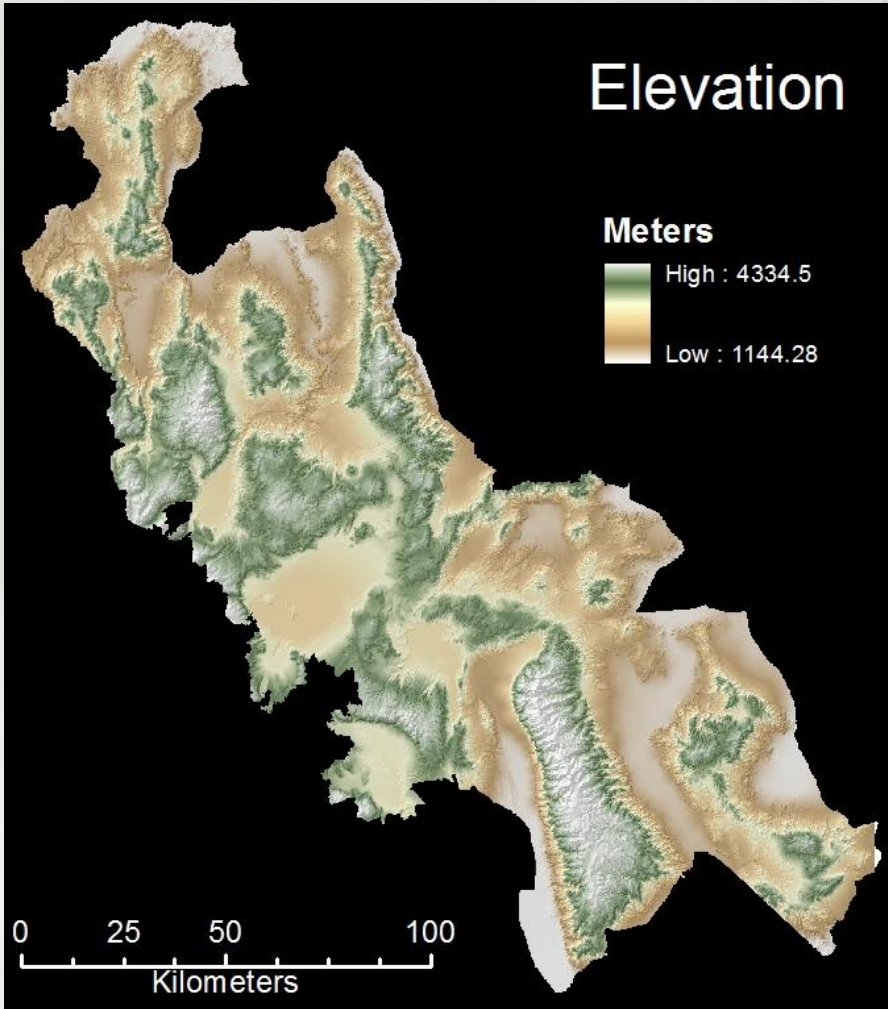 Elevation
Meters
High : 4334.5
Low : 1144.28
0 25 50 100
Kilometers